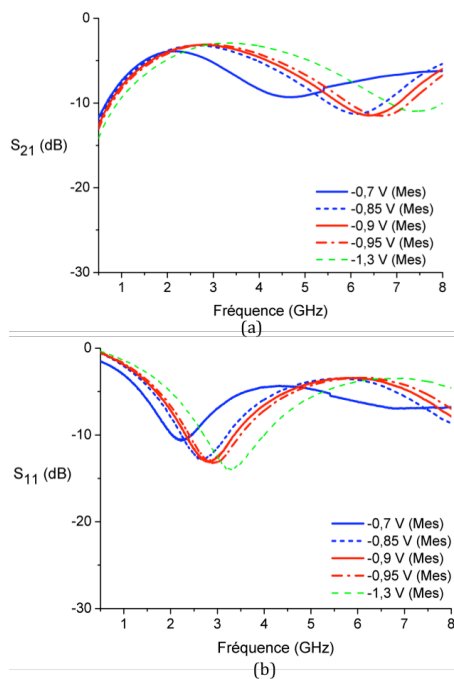 0
-10
-20
-30
S21 (dB)
-0,7 V (Mes)
-0,85 V (Mes)
-0,9 V (Mes)
-0,95 V (Mes)
-1,3 V (Mes)
1 2 3 4 5 6 7 8
Fréquence (GHz)
(a)
0
-10
-20
-30
S11 (dB)
-0,7 V (Mes)
-0,85 V (Mes)
-0,9 V (Mes)
-0,95 V (Mes)
-1,3 V (Mes)
1 2 3 4 5 6 7 8
Fréquence (GHz)
(b)